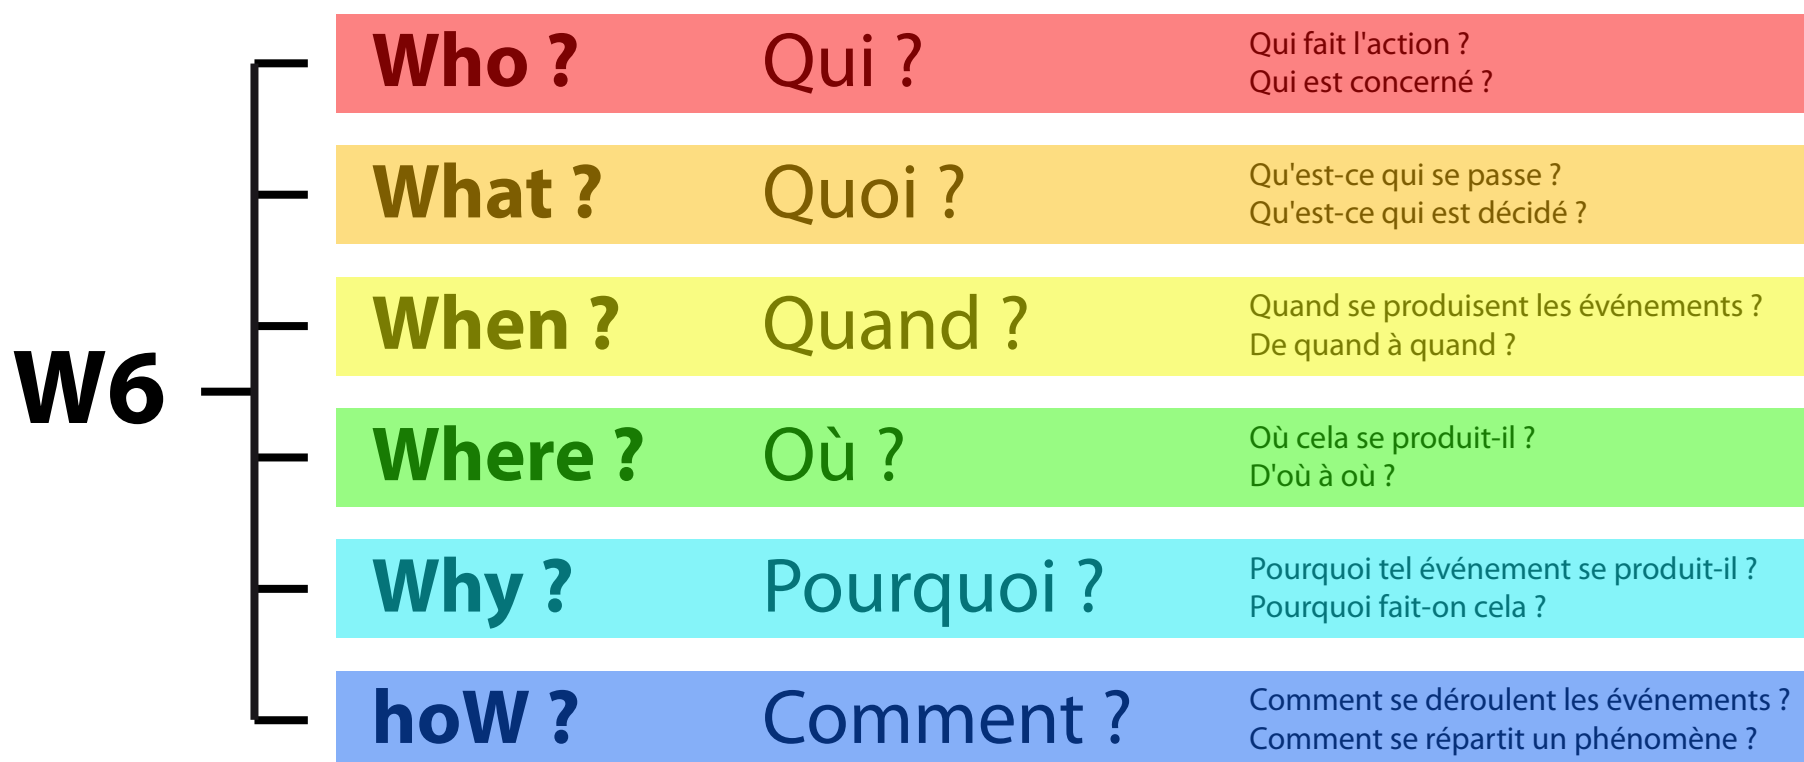 W6
Who ? Qui ? Qui fait l'action ?
Qui est concerné ?
What ? Quoi ? Qu'est-ce qui se passe ?
Qu'est-ce qui est décidé ?
When ? Quand ? Quand se produisent les événements ?
De quand à quand ?
Where ? Où ? Où cela se produit-il ?
D'où à où ?
Why ? Pourquoi ? Pourquoi tel événement se produit-il ?
Pourquoi fait-on cela ?
hoW ? Comment ? Comment se déroulent les événements ?
Comment se répartit un phénomène ?